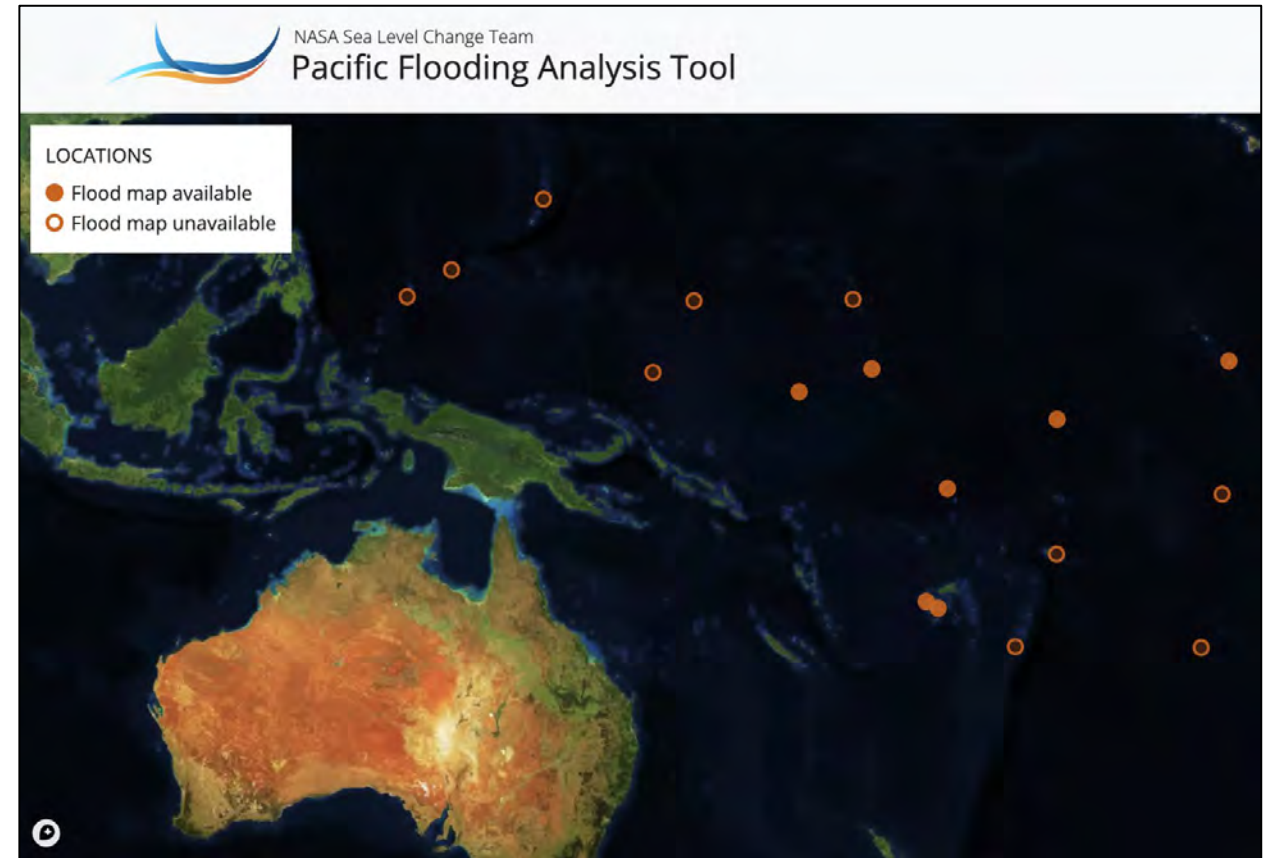 NASA Sea Level Change Team
Pacific Flooding Analysis Tool
LOCATIONS
Flood map available
Flood map unavailable